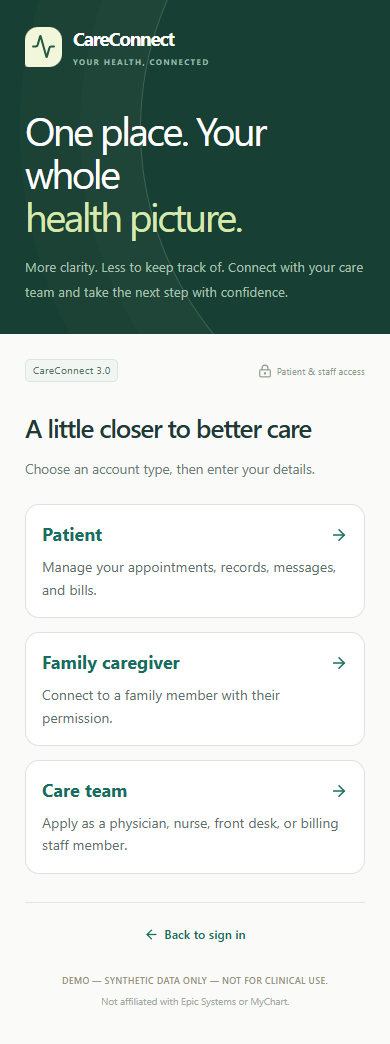 CareConnect
YOUR HEALTH, CONNECTED
One place. Your
whole
health picture.
More clarity. Less to keep track of. Connect with your care
team and take the next step with confidence.
CareConnect 3.0
Patient & staff access
A little closer to better care
Choose an account type, then enter your details.
Patient
Manage your appointments, records, messages,
and bills.
Family caregiver
Connect to a family member with their
permission.
Care team
Apply as a physician, nurse, front desk, or billing
staff member.
Back to sign in
DEMO — SYNTHETIC DATA ONLY — NOT FOR CLINICAL USE.
Not affiliated with Epic Systems or MyChart.